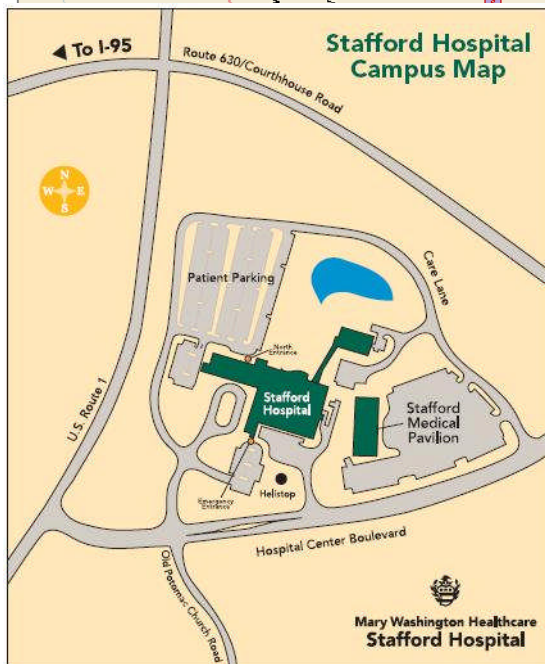 Stafford Hospital
Campus Map
To I-95
Route 630/Courthhouse Road
N
W E
S
Patient Parking
Care Lane
North
Entrance
Stafford
Hospital
Stafford
Medical
Pavilion
U.S. Route 1
Emergency
Entrance
Helistop
Hospital Center Boulevard
Old Potomac Church Road
Mary Washington Healthcare
Stafford Hospital